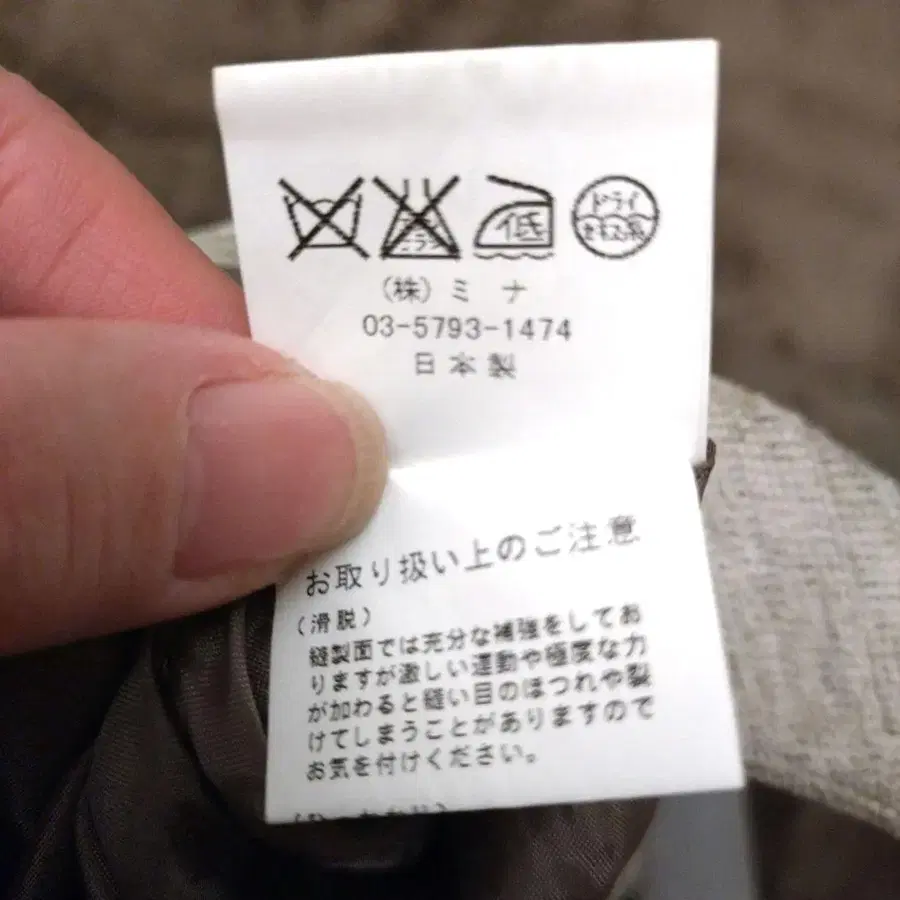 低
ドライ
セキユ系
(株)ミナ
03-5793-1474
日本製
お取り扱い上のご注意
(滑脱)
縫製面では充分な補強をしてお
りますが激しい運動や極度な力
が加わると縫い目のほつれや裂
けてしまうことがありますので
お気を付けください。